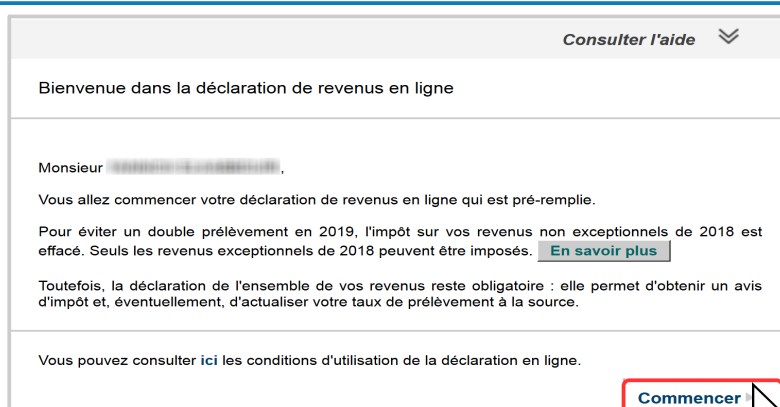 Consulter l'aide
Bienvenue dans la déclaration de revenus en ligne
Monsieur ,
Vous allez commencer votre déclaration de revenus en ligne qui est pré-remplie.
Pour éviter un double prélèvement en 2019, l'impôt sur vos revenus non exceptionnels de 2018 est
effacé. Seuls les revenus exceptionnels de 2018 peuvent être imposés. En savoir plus
Toutefois, la déclaration de l'ensemble de vos revenus reste obligatoire : elle permet d'obtenir un avis
d'impôt et, éventuellement, d'actualiser votre taux de prélèvement à la source.
Vous pouvez consulter ici les conditions d'utilisation de la déclaration en ligne.
Commencer